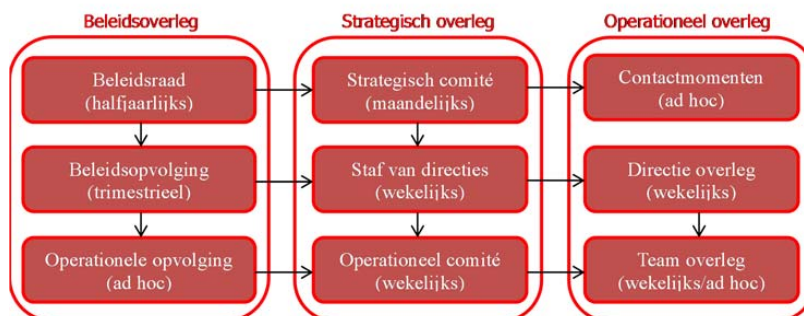 Beleidsoverleg
Beleidsraad
(halfjaarlijks)
Beleidsopvolging
(trimestrieel)
Operationele opvolging
(ad hoc)
Strategisch overleg
Strategisch comité
(maandelijks)
Staf van directies
(wekelijks)
Operationeel comité
(wekelijks)
Operationeel overleg
Contactmomenten
(ad hoc)
Directie overleg
(wekelijks)
Team overleg
(wekelijks/ad hoc)